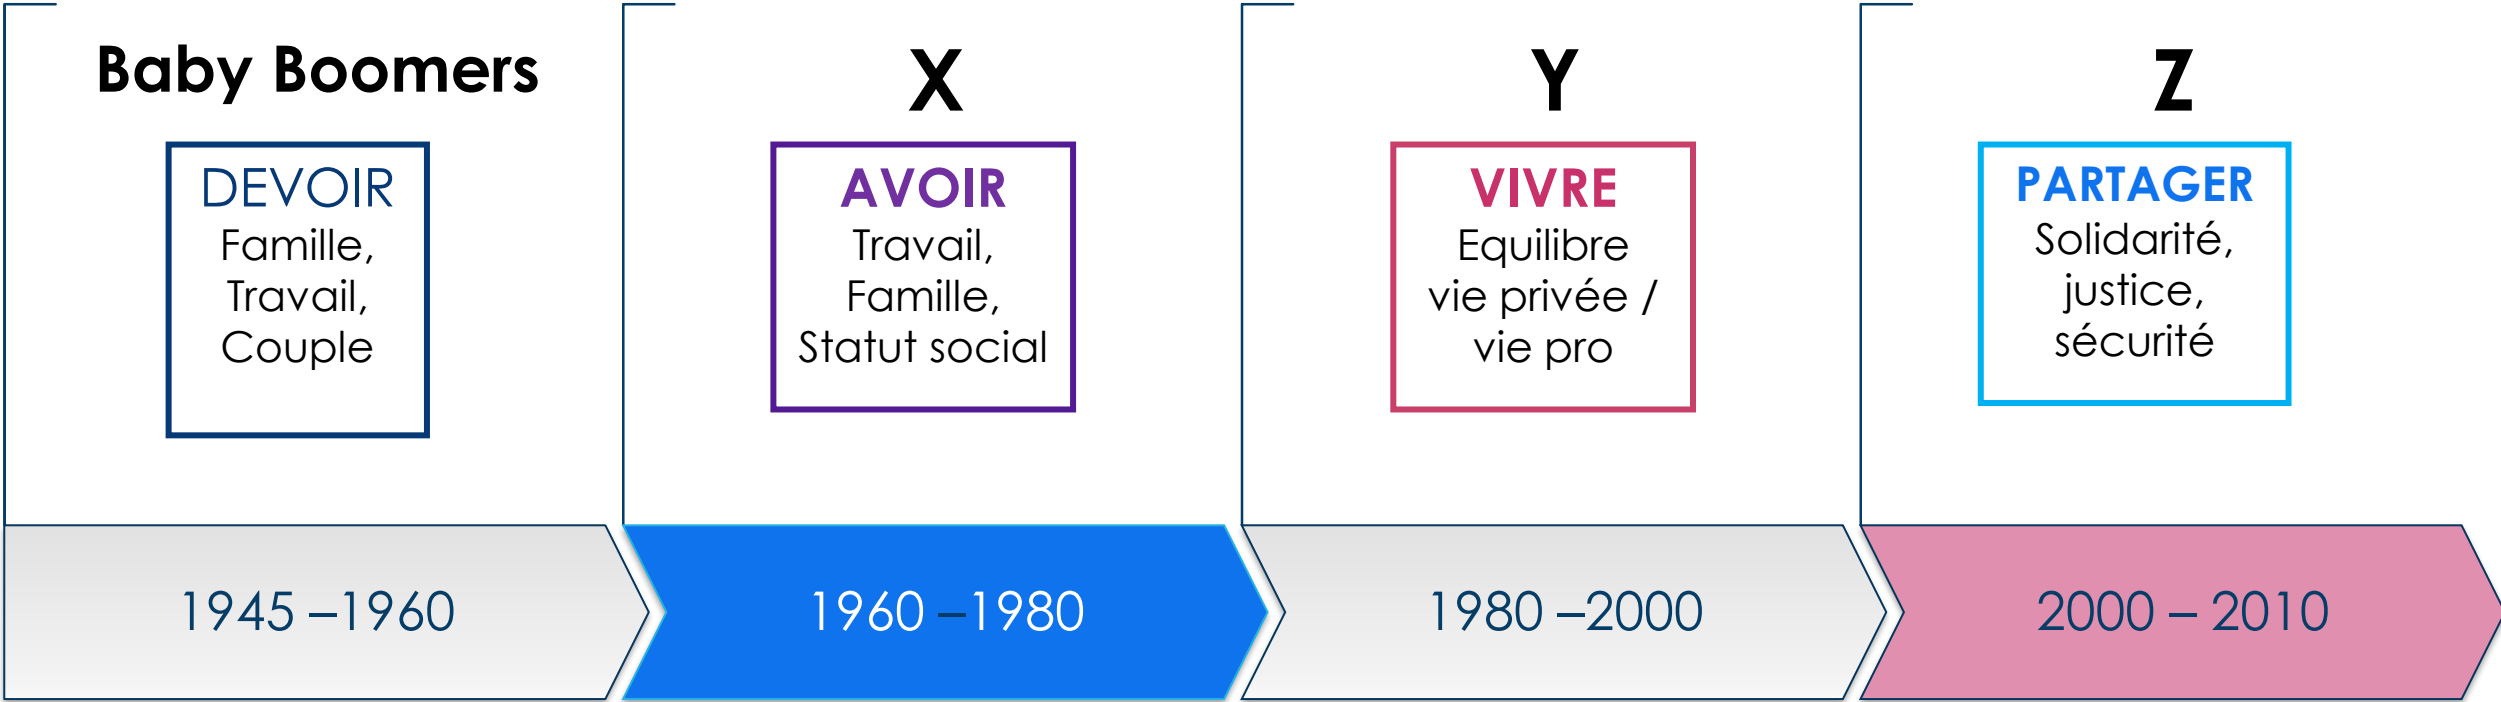 Baby Boomers
DEVOIR
Famille,
Travail,
Couple
1945 –1960
X
AVOIR
Travail,
Famille,
Statut social
1960 –1980
Y
VIVRE
Equilibre
vie privée /
vie pro
1980 –2000
Z
PARTAGER
Solidarité,
justice,
sécurité
2000 – 2010